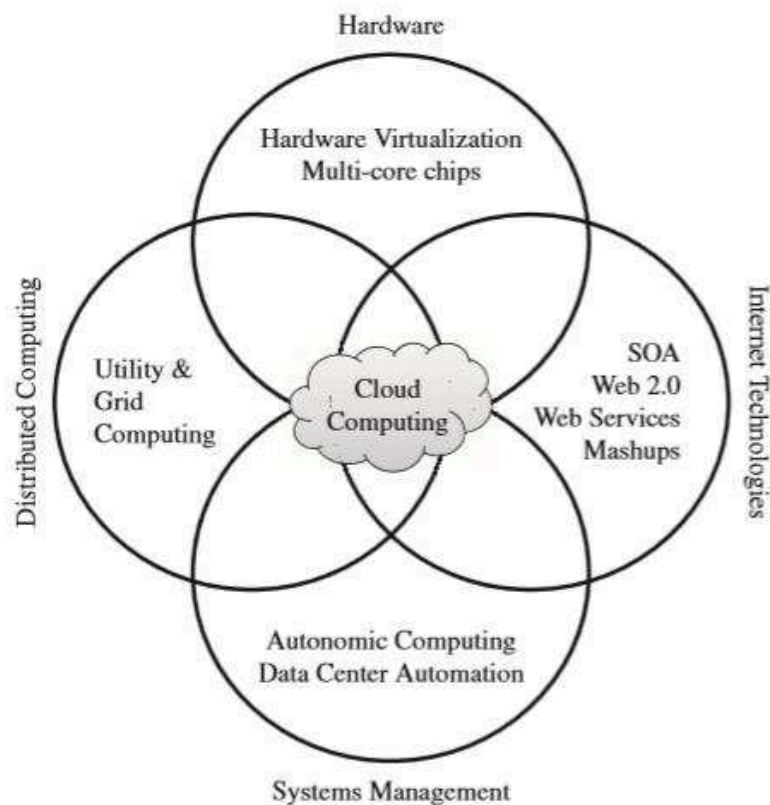 Hardware
Hardware Virtualization
Multi-core chips
Distributed Computing
Utility &
Grid
Computing
Cloud
Computing
SOA
Web 2.0
Web Services
Mashups
Internet Technologies
Autonomic Computing
Data Center Automation
Systems Management